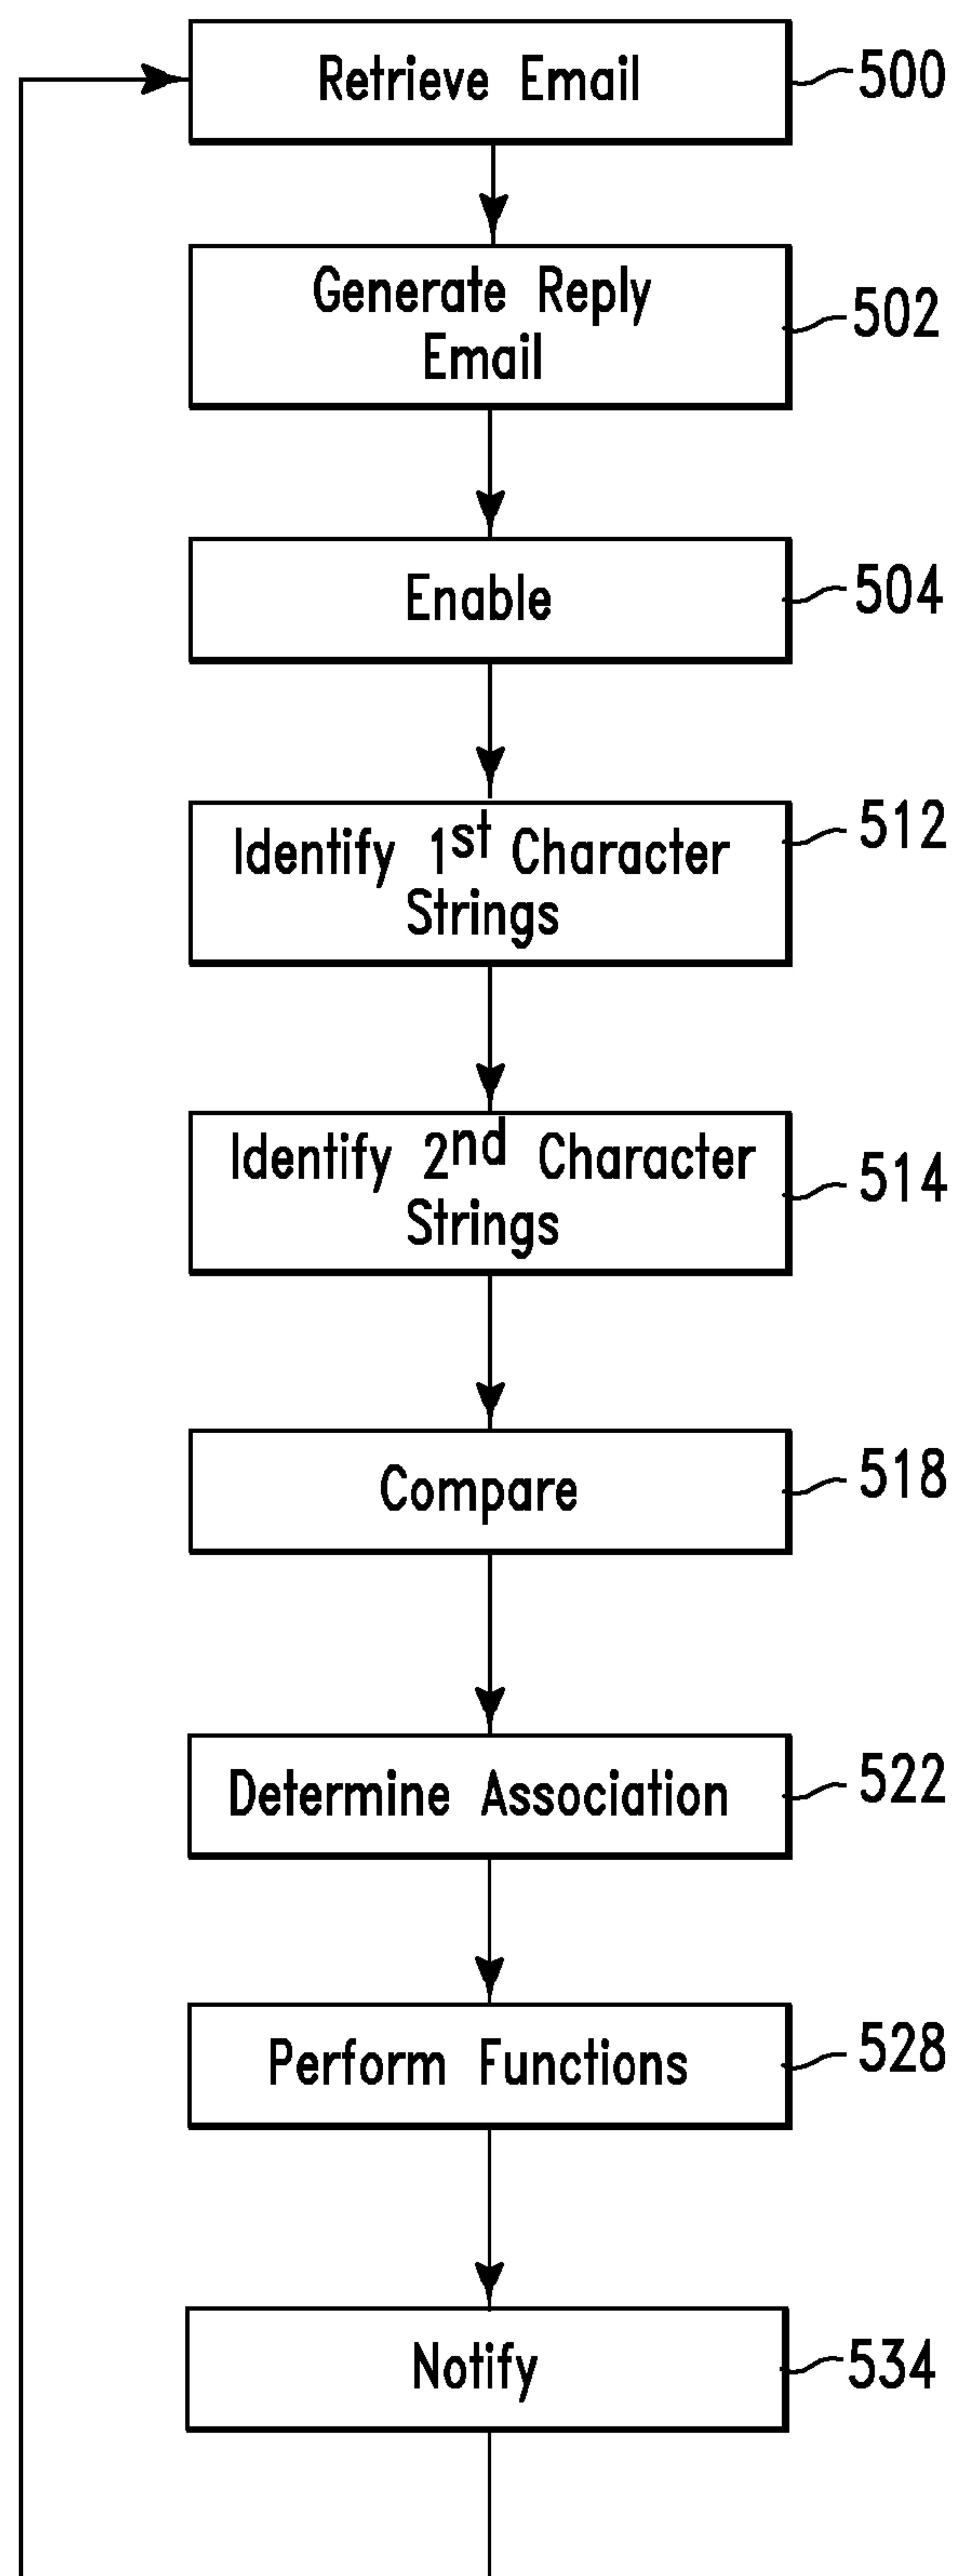 Retrieve Email
500
Generate Reply
Email
502
Enable
504
Identify 1st Character
Strings
512
Identify 2nd Character
Strings
514
Compare
518
Determine Association
522
Perform Functions
528
Notify
534